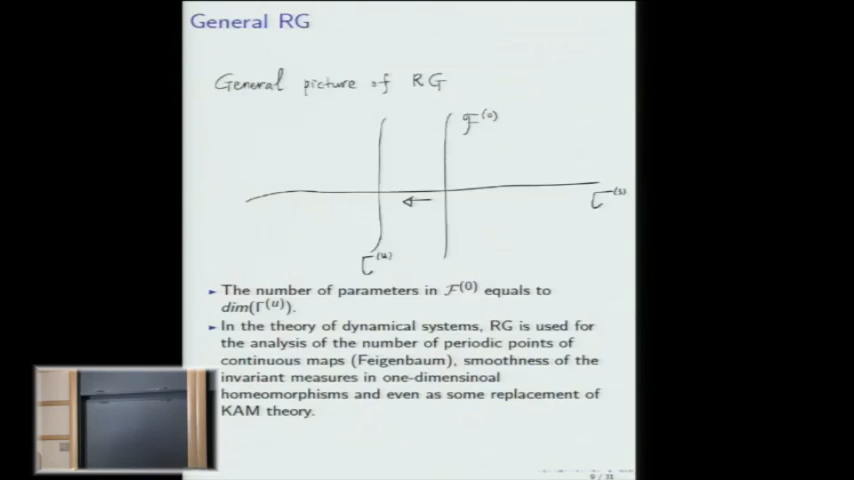 General RG
General picture of RG
F(0)
Γ(s)
Γ(u)
► The number of parameters in F(0) equals to
dim(Γ(u)).
► In the theory of dynamical systems, RG is used for
the analysis of the number of periodic points of
continuous maps (Feigenbaum), smoothness of the
invariant measures in one-dimensinoal
homeomorphisms and even as some replacement of
KAM theory.
9 / 31